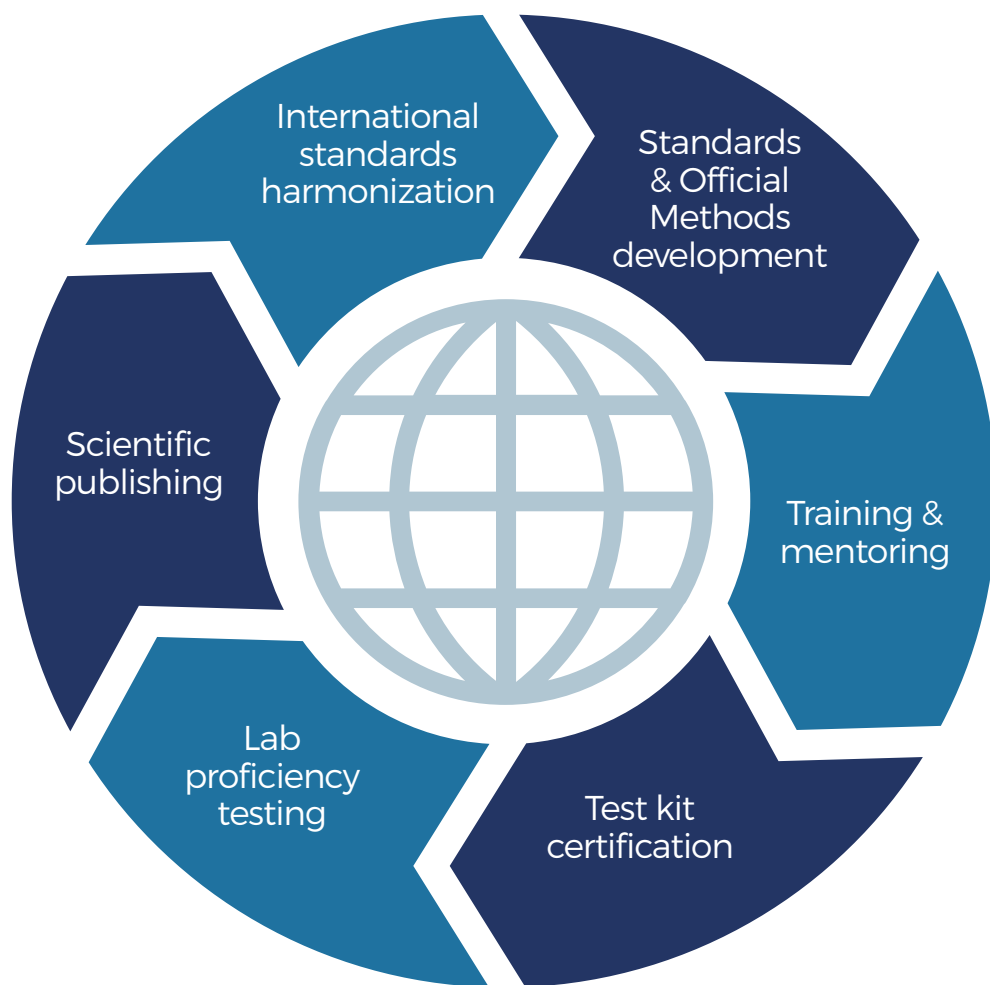 International
standards
harmonization
Standards
& Official
Methods
development
Training &
mentoring
Test kit
certification
Lab
proficiency
testing
Scientific
publishing